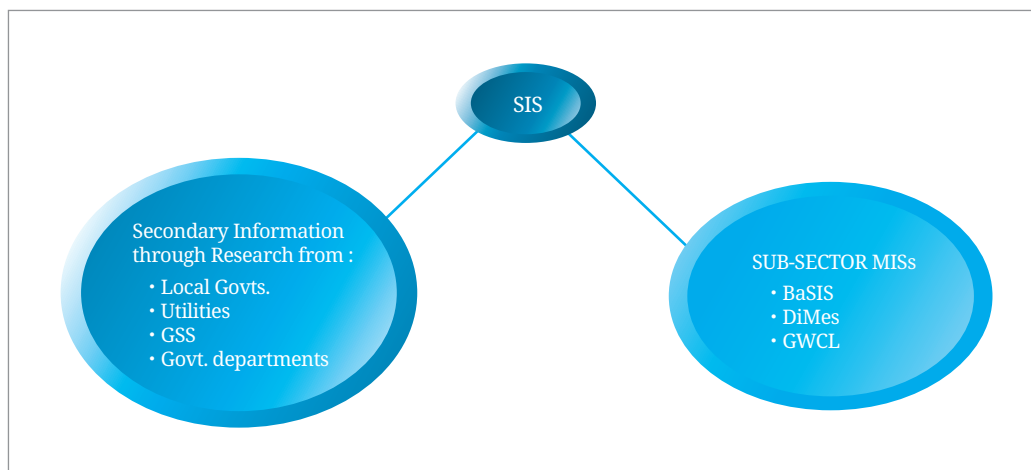 SIS
Secondary Information
through Research from :
• Local Govts.
• Utilities
• GSS
• Govt. departments
SUB-SECTOR MISs
• BaSIS
• DiMes
• GWCL